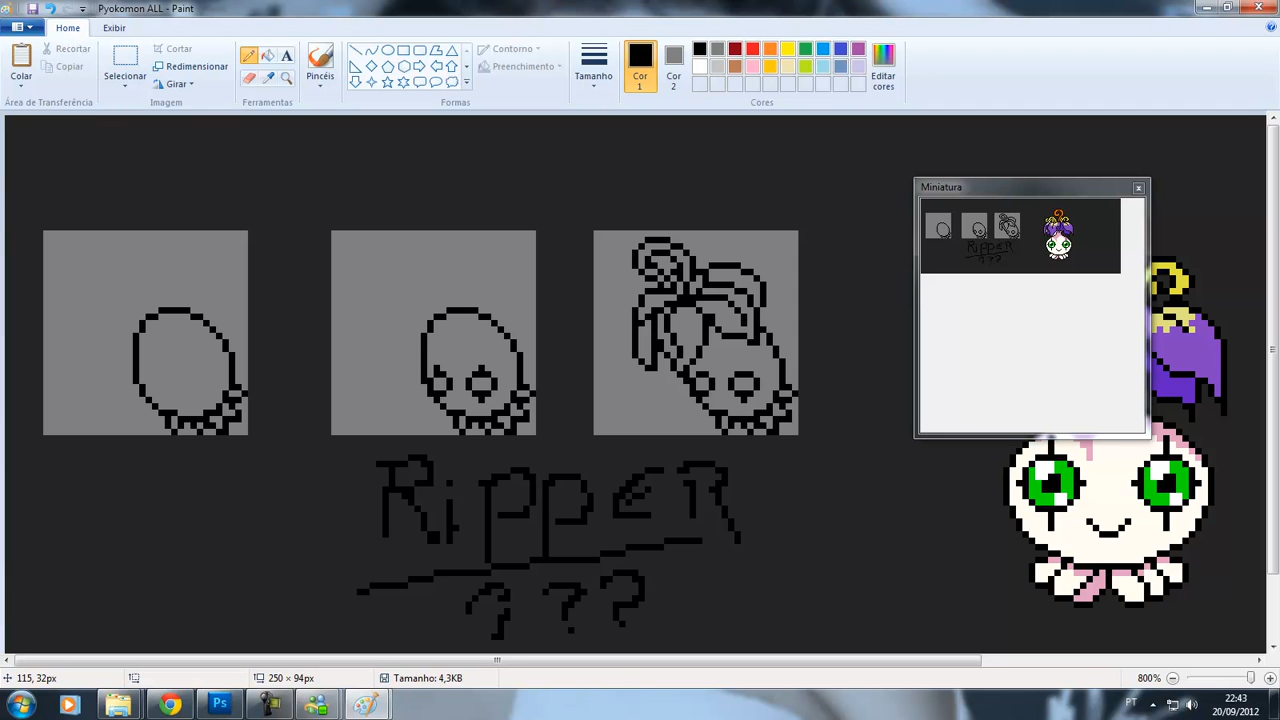 Pyokomon ALL - Paint
Home Exibir
Colar
Recortar
Copiar
Área de Transferência
Selecionar
Cortar
Redimensionar
Girar
Imagem
A
Ferramentas
Pincéis
Contorno
Preenchimento
Formas
Tamanho
Cor 1
Cor 2
Cores
Editar cores
Miniatura
RippER
???
RippER
???
115, 32px
250 × 94px
Tamanho: 4,3KB
800%
Ps
PT
22:43
20/09/2012